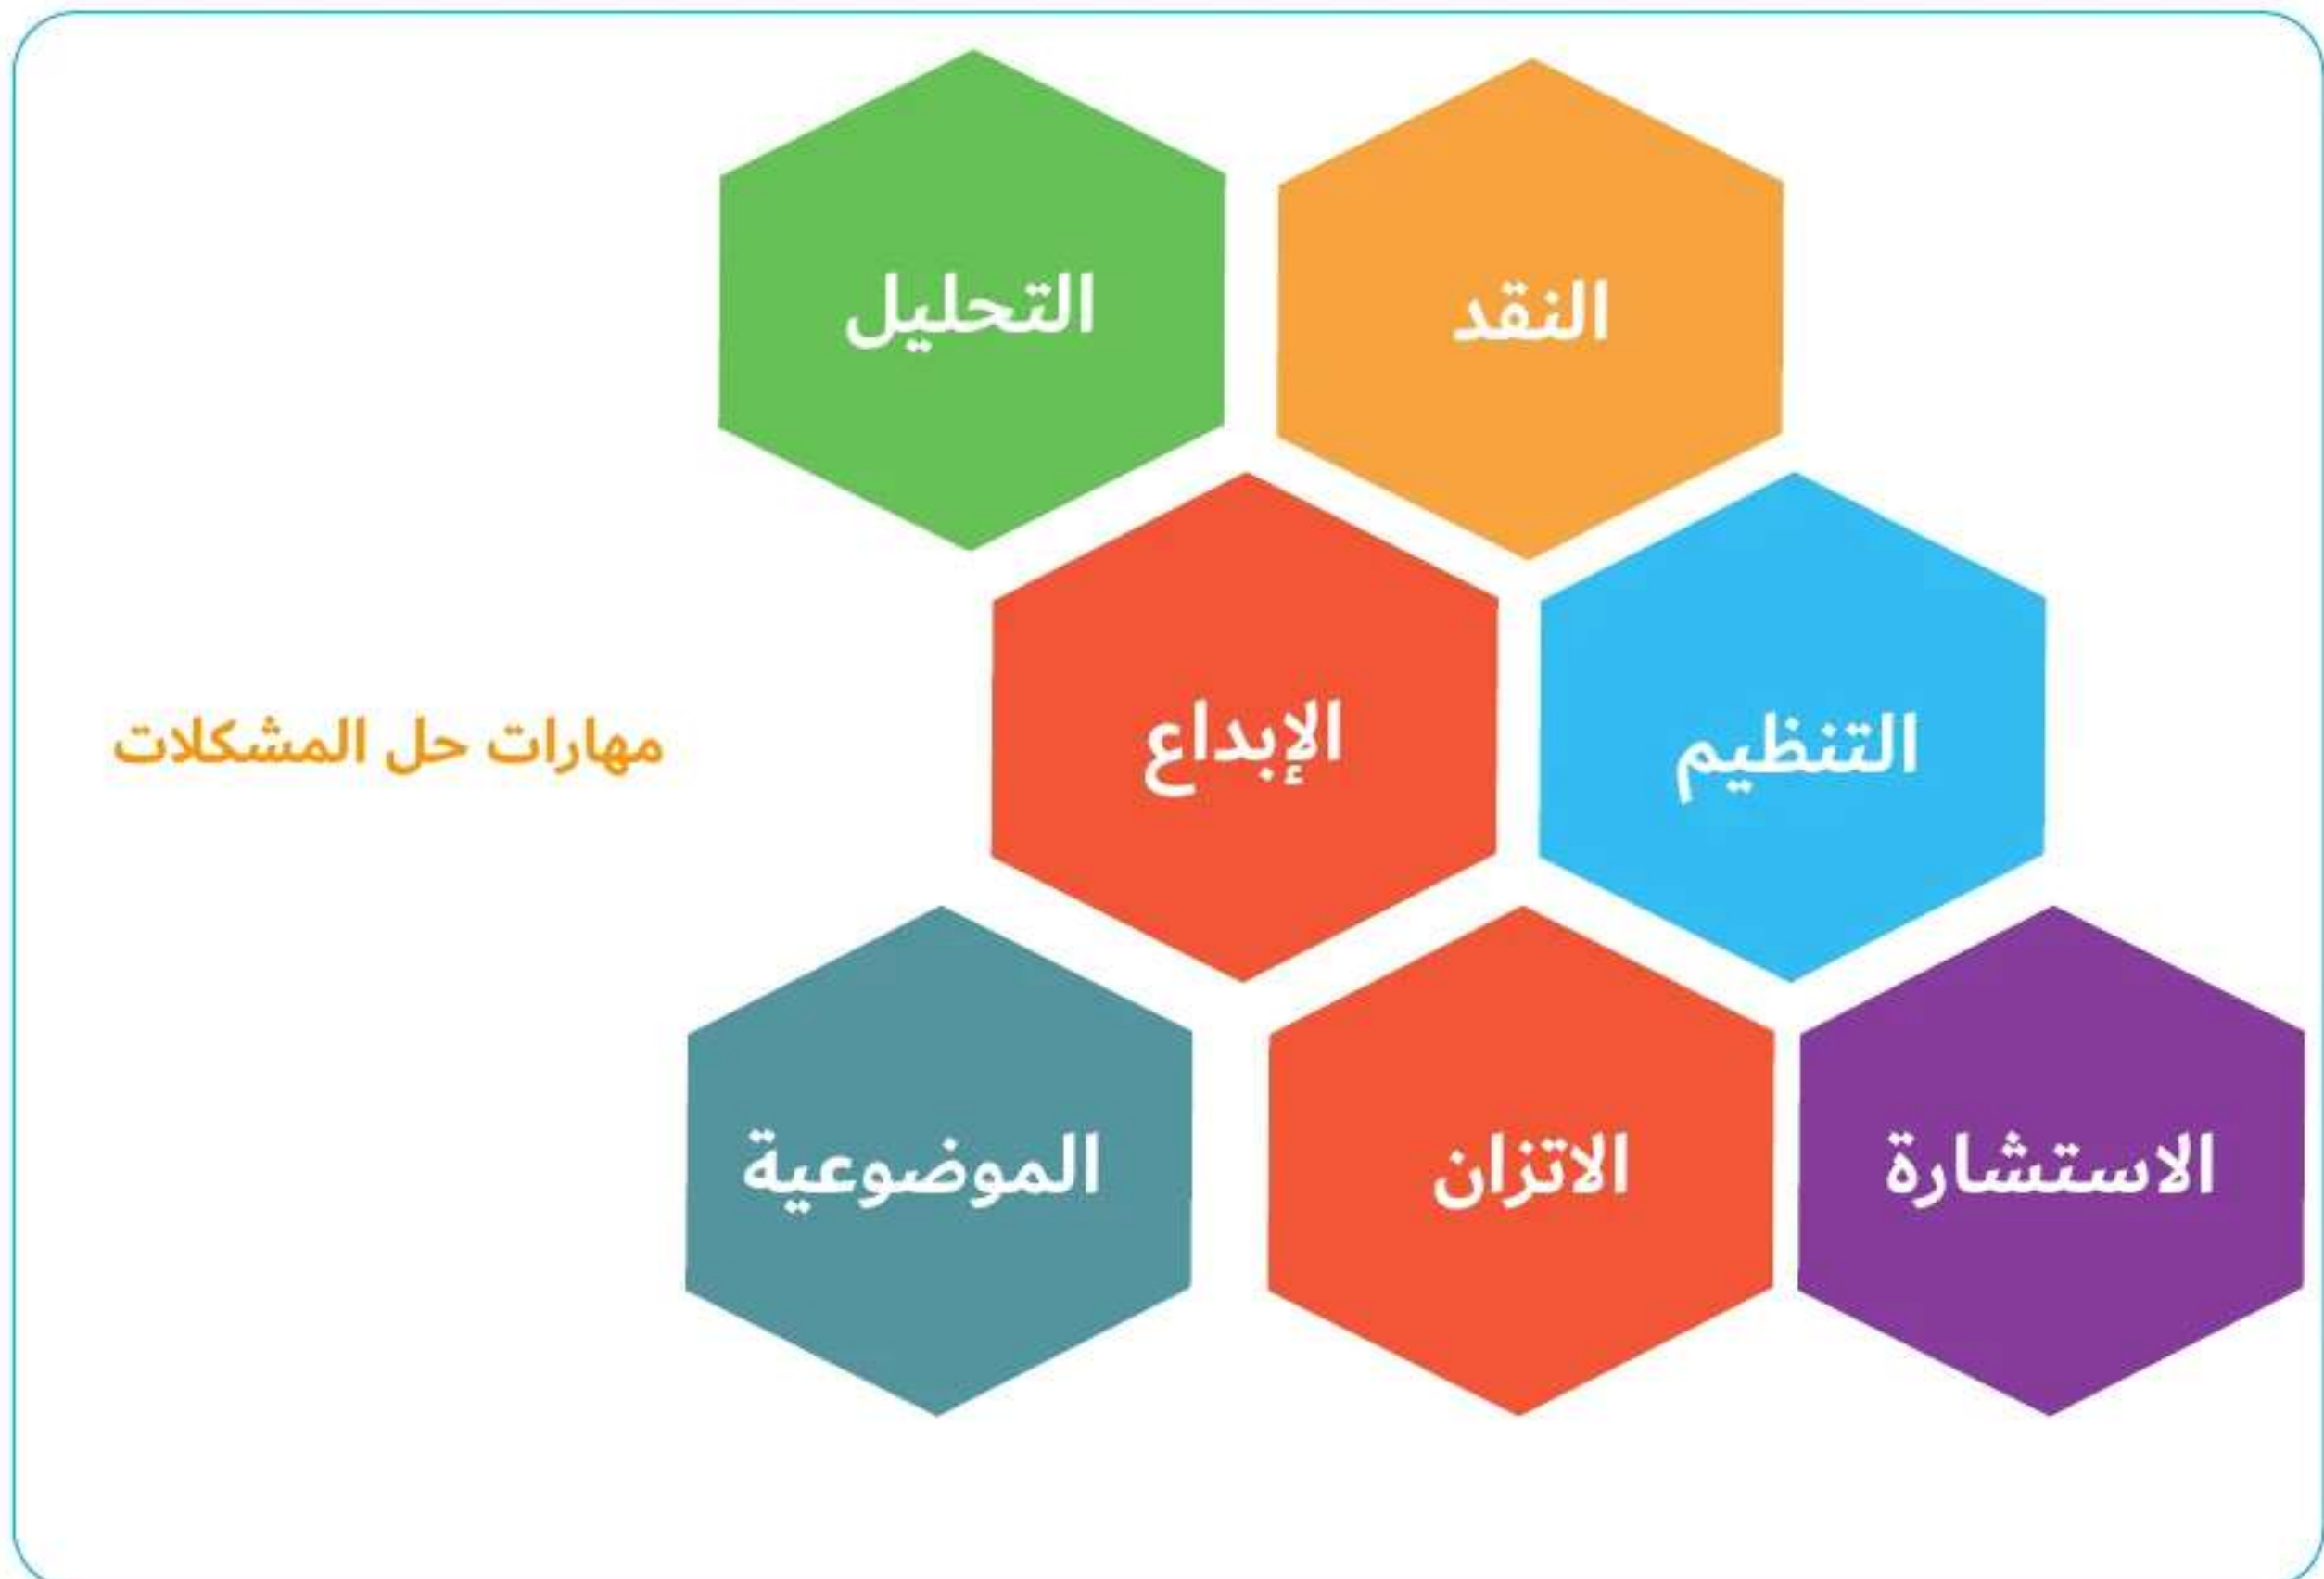 النقد
التحليل
التنظيم
الإبداع
مهارات حل المشكلات
الاستشارة
الاتزان
الموضوعية